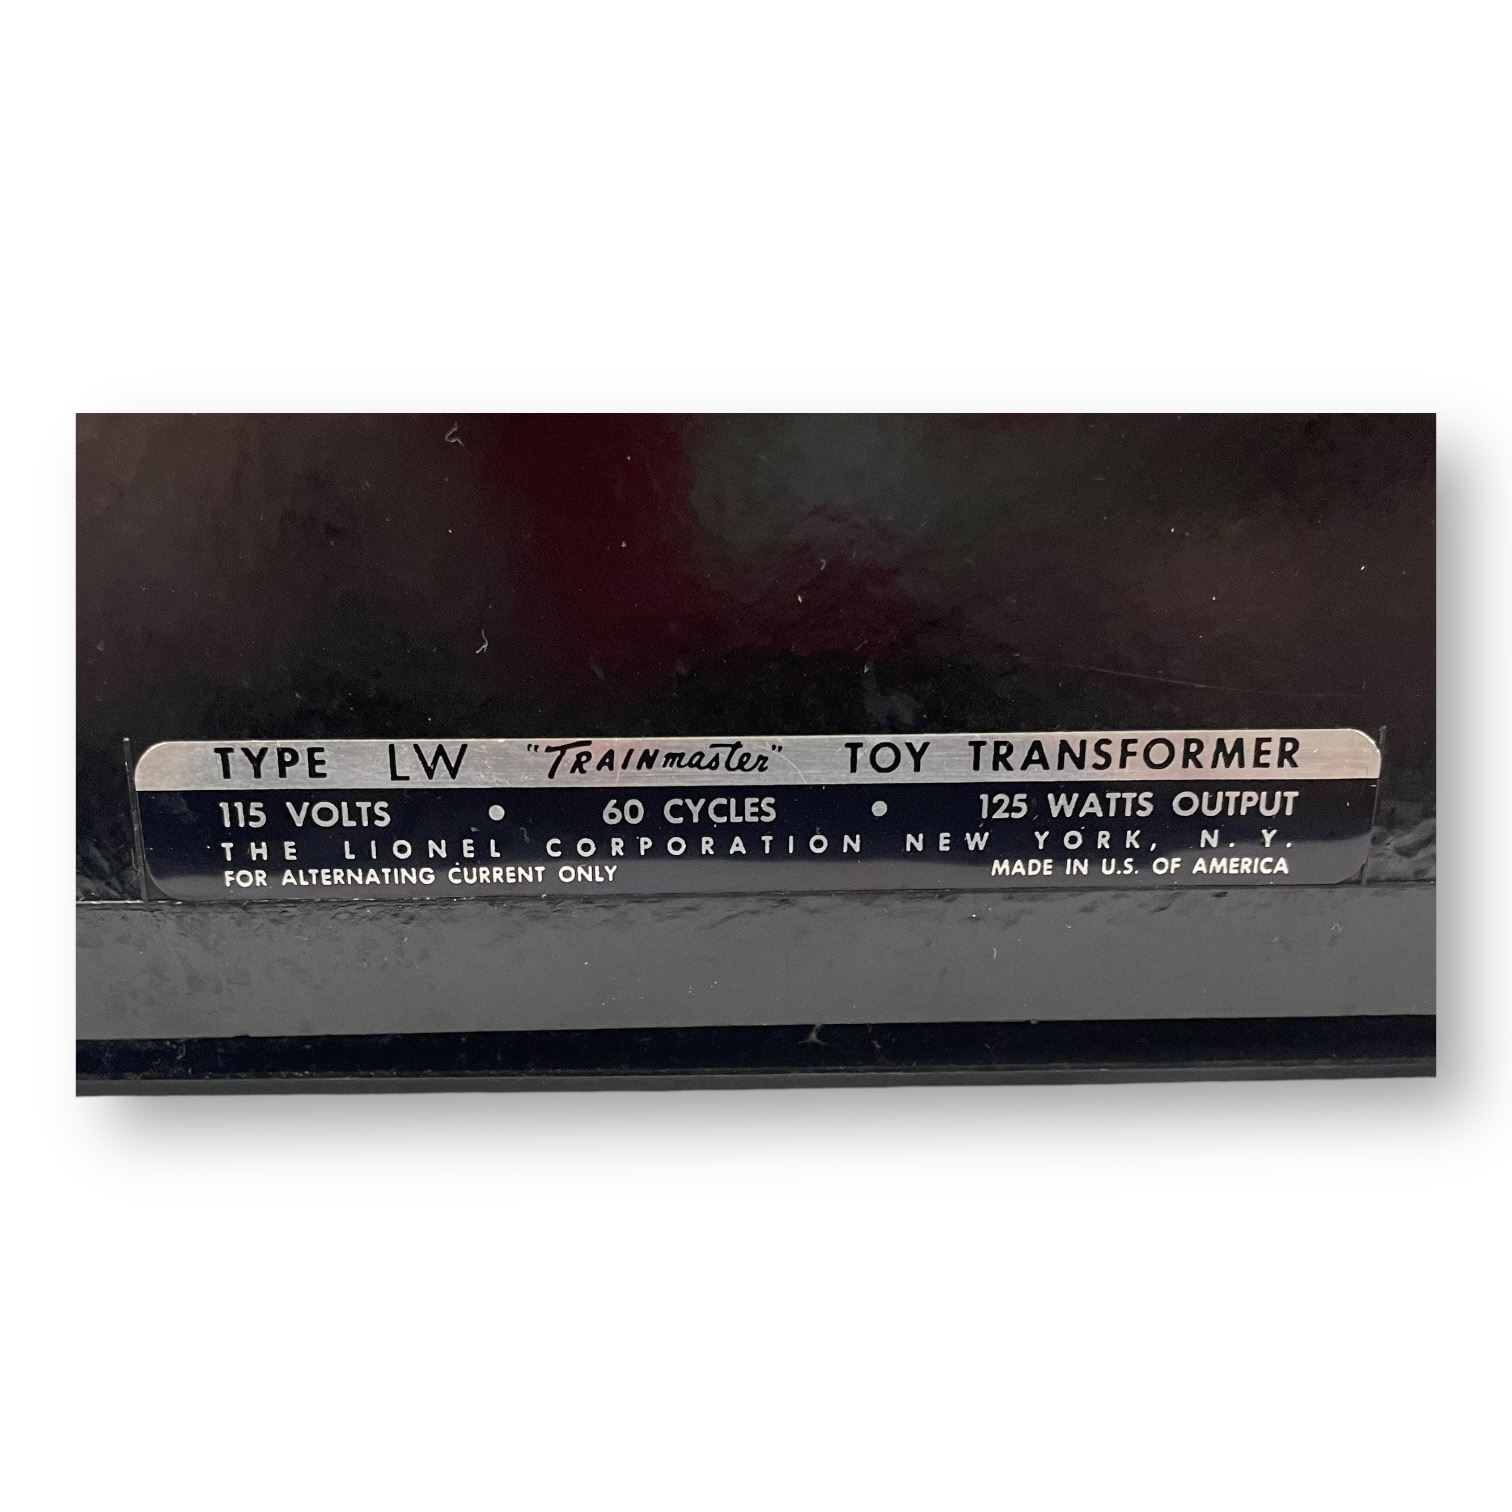 TYPE LW "TRAINmaster" TOY TRANSFORMER
115 VOLTS • 60 CYCLES • 125 WATTS OUTPUT
THE LIONEL CORPORATION NEW YORK, N. Y.
FOR ALTERNATING CURRENT ONLY MADE IN U.S. OF AMERICA